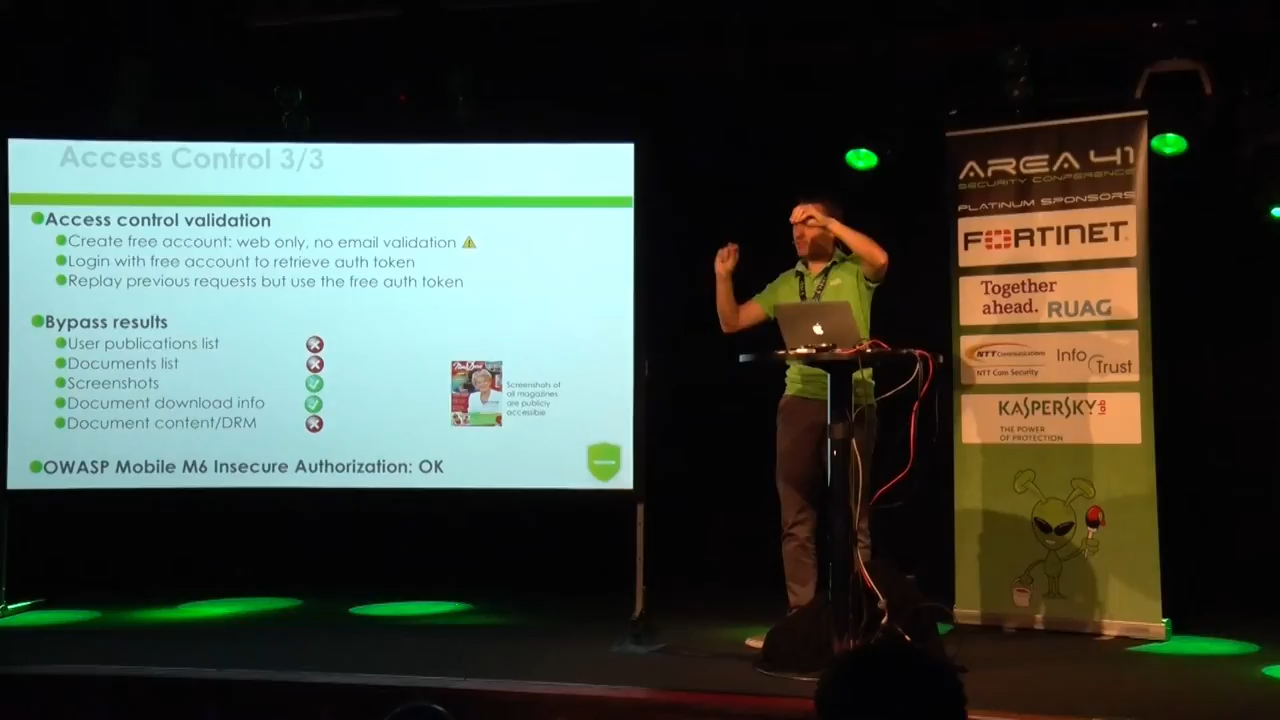 Access Control 3/3
Access control validation
Create free account: web only, no email validation
Login with free account to retrieve auth token
Replay previous requests but use the free auth token
Bypass results
User publications list
Documents list
Screenshots
Document download info
Document content/DRM
Screenshots of
all magazines
are publicly
accessible
OWASP Mobile M6 Insecure Authorization: OK
AREA 41
SECURITY CONFERENCE
PLATINUM SPONSORS
FORTINET
Together
ahead. RUAG
NTT Communications
NTT Com Security
InfoTrust
KASPERSKY lab
THE POWER
OF PROTECTION